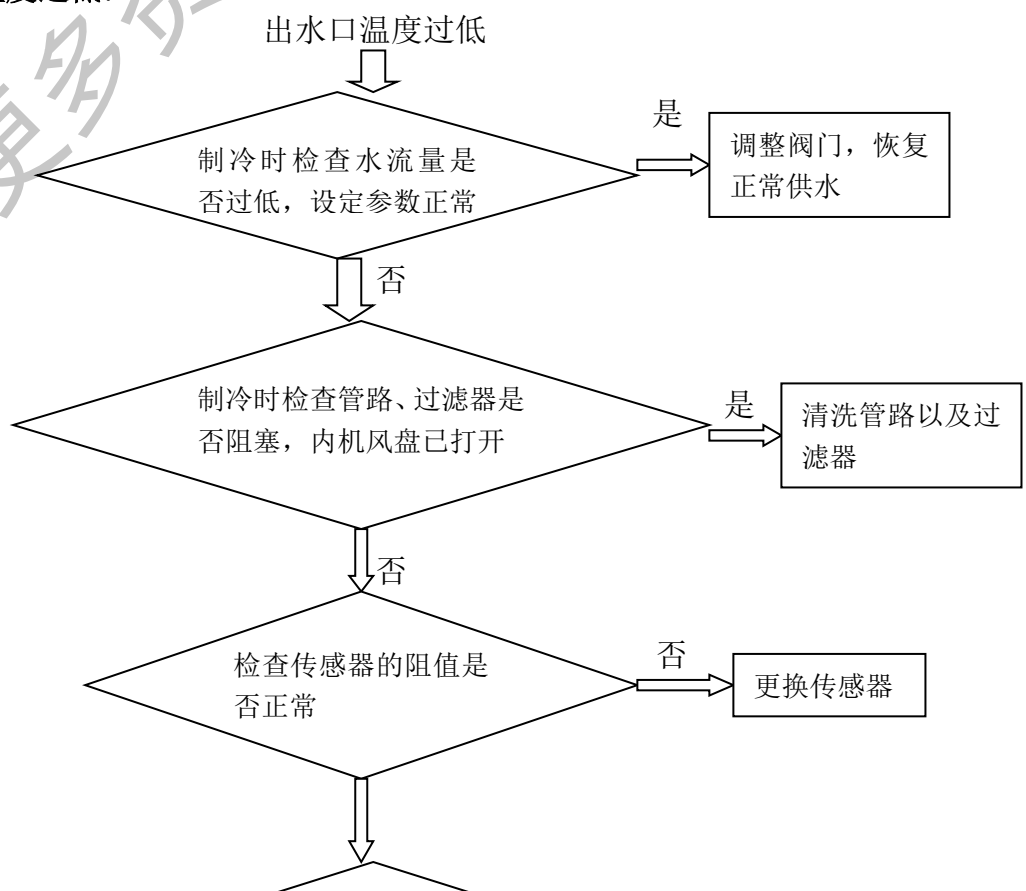 出水口温度过低
是
制冷时检查水流量是
否过低，设定参数正常
调整阀门，恢复
正常供水
否
制冷时检查管路、过滤器是
否阻塞，内机风盘已打开
是
清洗管路以及过
滤器
否
检查传感器的阻值是
否正常
否
更换传感器
更多